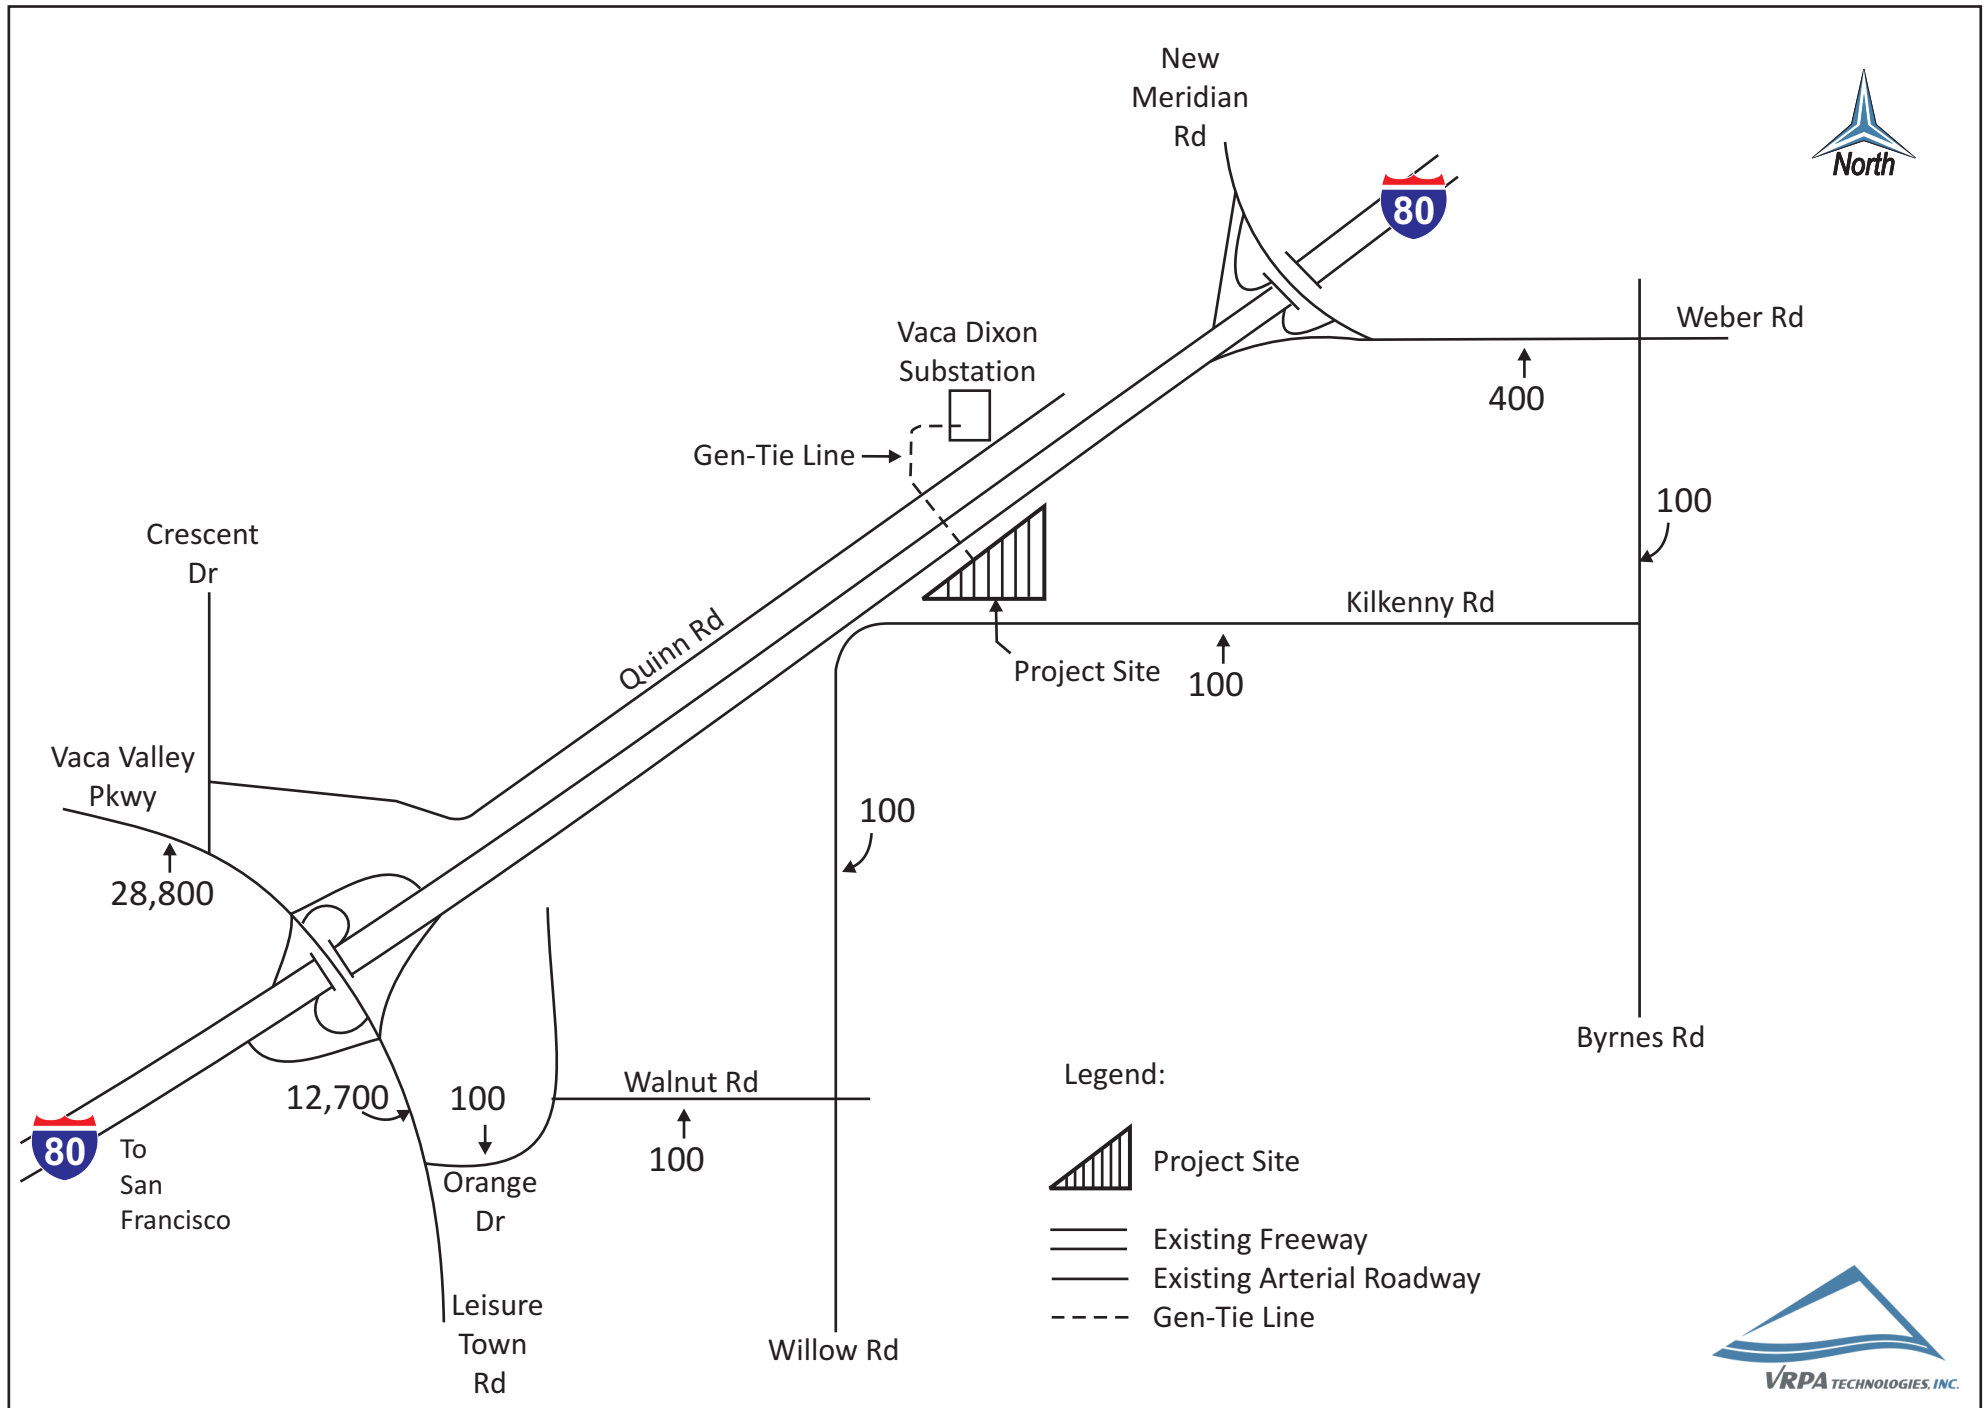 New
Meridian
Rd
North
80
Weber Rd
Vaca Dixon
Substation
400
Gen-Tie Line
100
Crescent
Dr
Kilkenny Rd
Quinn Rd
Project Site
100
Vaca Valley
Pkwy
100
28,800
Byrnes Rd
Legend:
Walnut Rd
12,700
100
80
To
San
Francisco
100
Project Site
Orange
Dr
Existing Freeway
Existing Arterial Roadway
Gen-Tie Line
Leisure
Town
Rd
Willow Rd
VRPA TECHNOLOGIES, INC.